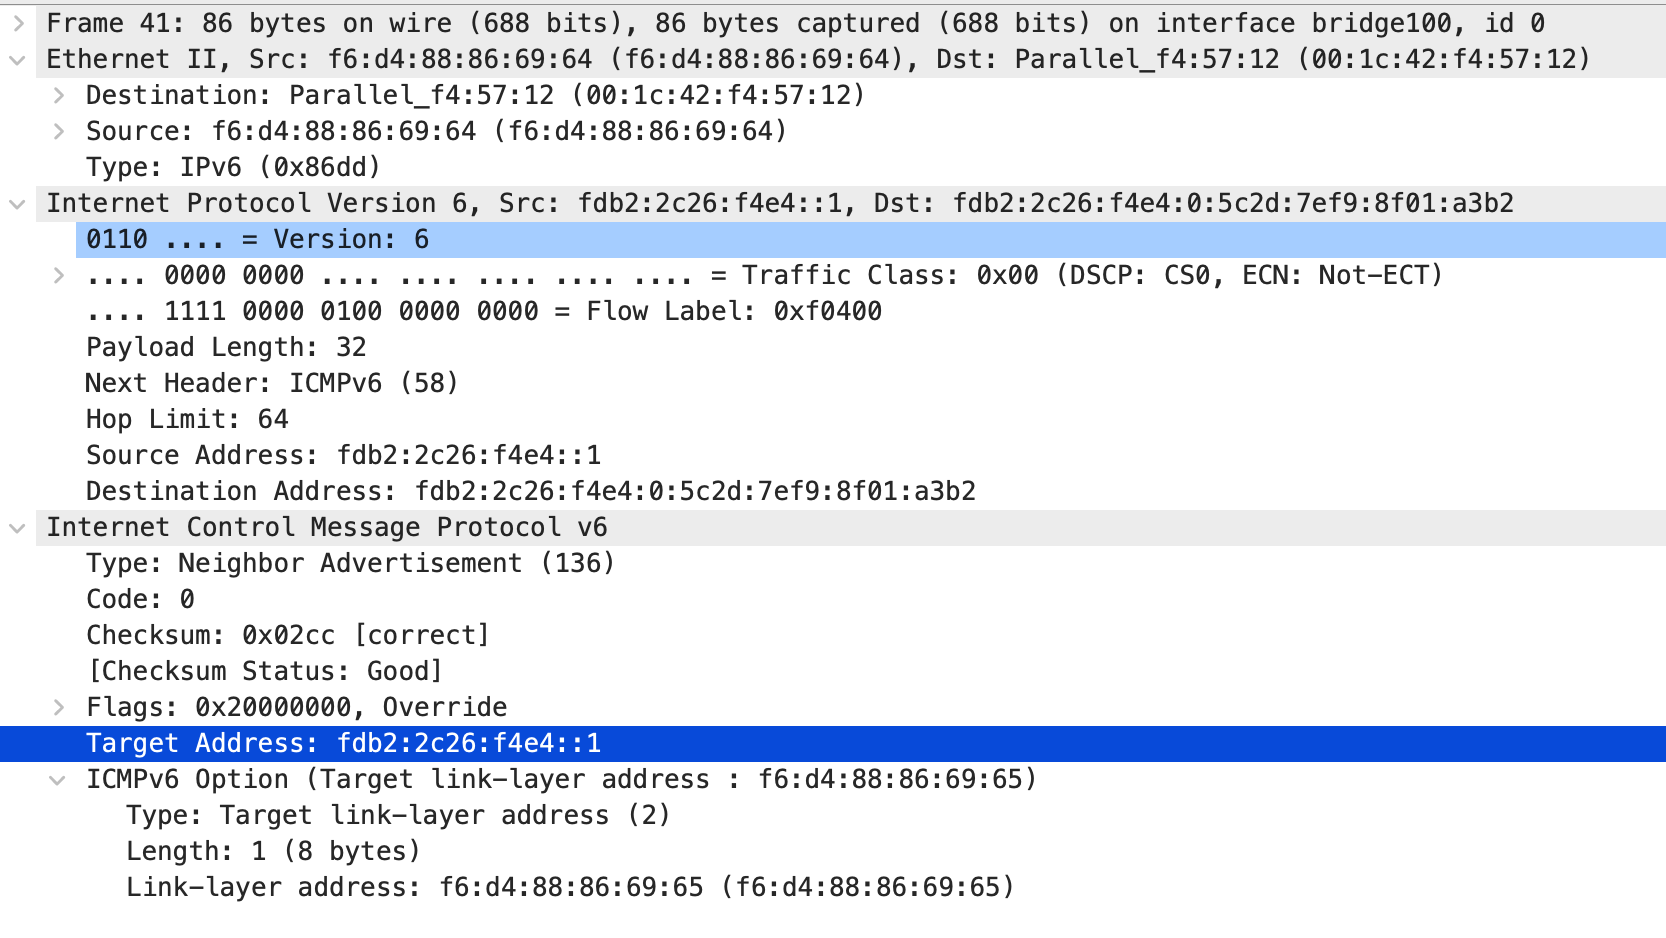 Frame 41: 86 bytes on wire (688 bits), 86 bytes captured (688 bits) on interface bridge100, id 0
Ethernet II, Src: f6:d4:88:86:69:64 (f6:d4:88:86:69:64), Dst: Parallel_f4:57:12 (00:1c:42:f4:57:12)
Destination: Parallel_f4:57:12 (00:1c:42:f4:57:12)
Source: f6:d4:88:86:69:64 (f6:d4:88:86:69:64)
Type: IPv6 (0x86dd)
Internet Protocol Version 6, Src: fdb2:2c26:f4e4::1, Dst: fdb2:2c26:f4e4:0:5c2d:7ef9:8f01:a3b2
0110 .... = Version: 6
.... 0000 0000 .... .... .... .... .... = Traffic Class: 0x00 (DSCP: CS0, ECN: Not-ECT)
.... 1111 0000 0100 0000 0000 = Flow Label: 0xf0400
Payload Length: 32
Next Header: ICMPv6 (58)
Hop Limit: 64
Source Address: fdb2:2c26:f4e4::1
Destination Address: fdb2:2c26:f4e4:0:5c2d:7ef9:8f01:a3b2
Internet Control Message Protocol v6
Type: Neighbor Advertisement (136)
Code: 0
Checksum: 0x02cc [correct]
[Checksum Status: Good]
Flags: 0x20000000, Override
Target Address: fdb2:2c26:f4e4::1
ICMPv6 Option (Target link-layer address : f6:d4:88:86:69:65)
Type: Target link-layer address (2)
Length: 1 (8 bytes)
Link-layer address: f6:d4:88:86:69:65 (f6:d4:88:86:69:65)